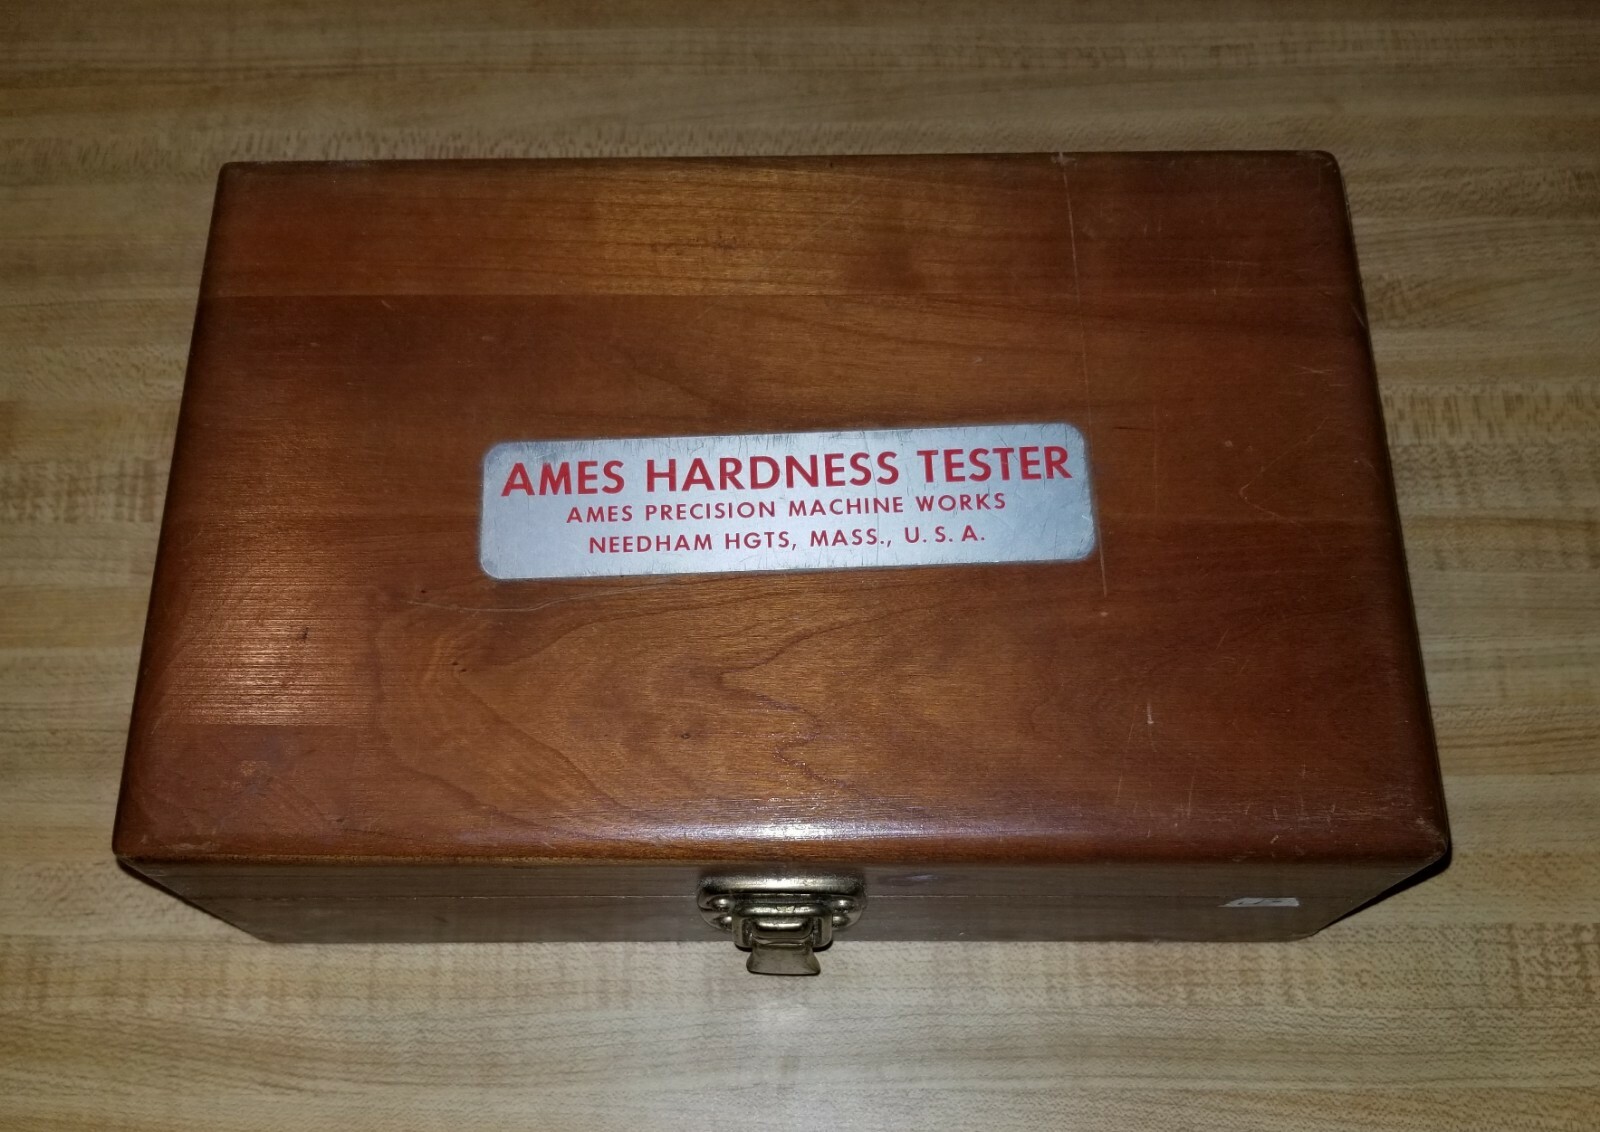 AMES HARDNESS TESTER
AMES PRECISION MACHINE WORKS
NEEDHAM HGTS, MASS., U. S. A.